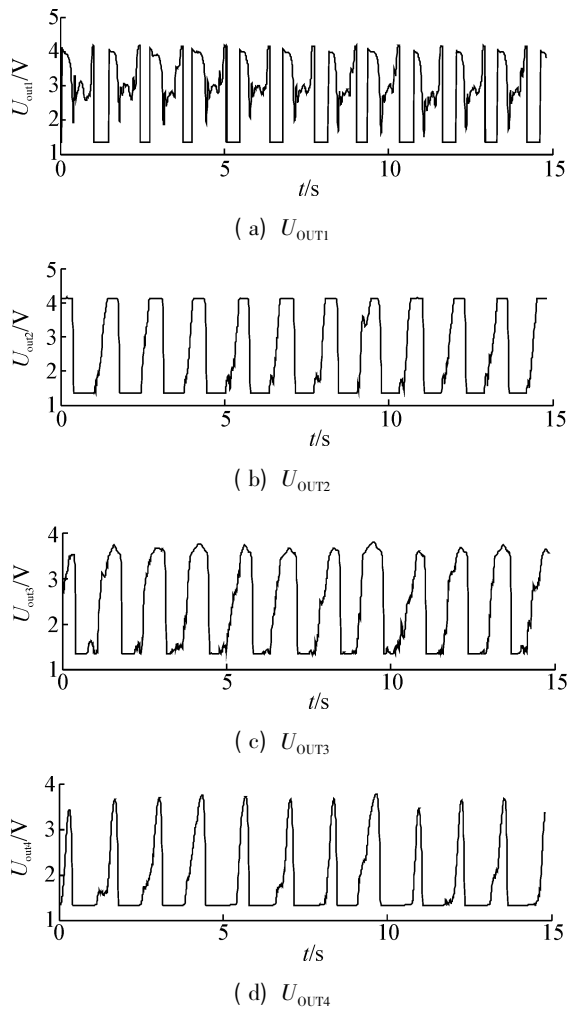 5
4
3
2
1
U_out1/V
0 5 10 15
t/s
( a) U_OUT1
5
4
3
2
1
U_out2/V
0 5 10 15
t/s
( b) U_OUT2
4
3
2
1
U_out3/V
0 5 10 15
t/s
( c) U_OUT3
4
3
2
1
U_out4/V
0 5 10 15
t/s
( d) U_OUT4